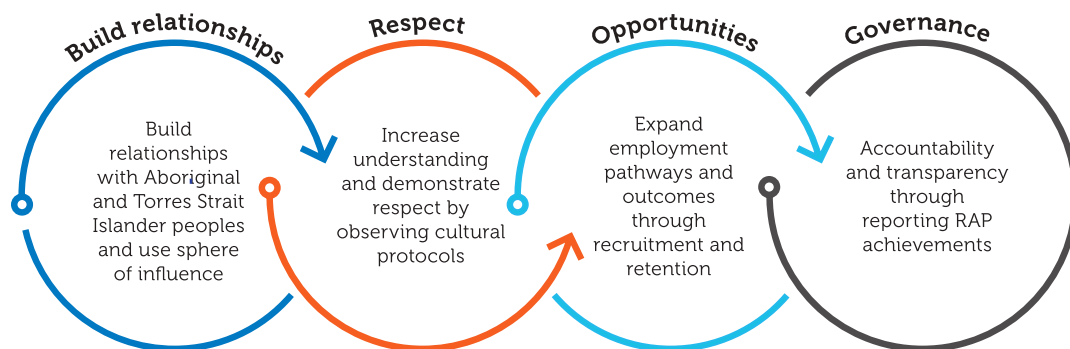 Build relationships
Build
relationships
with Aboriginal
and Torres Strait
Islander peoples
and use sphere
of influence
Respect
Increase
understanding
and demonstrate
respect by
observing cultural
protocols
Opportunities
Expand
employment
pathways and
outcomes
through
recruitment and
retention
Governance
Accountability
and transparency
through
reporting RAP
achievements